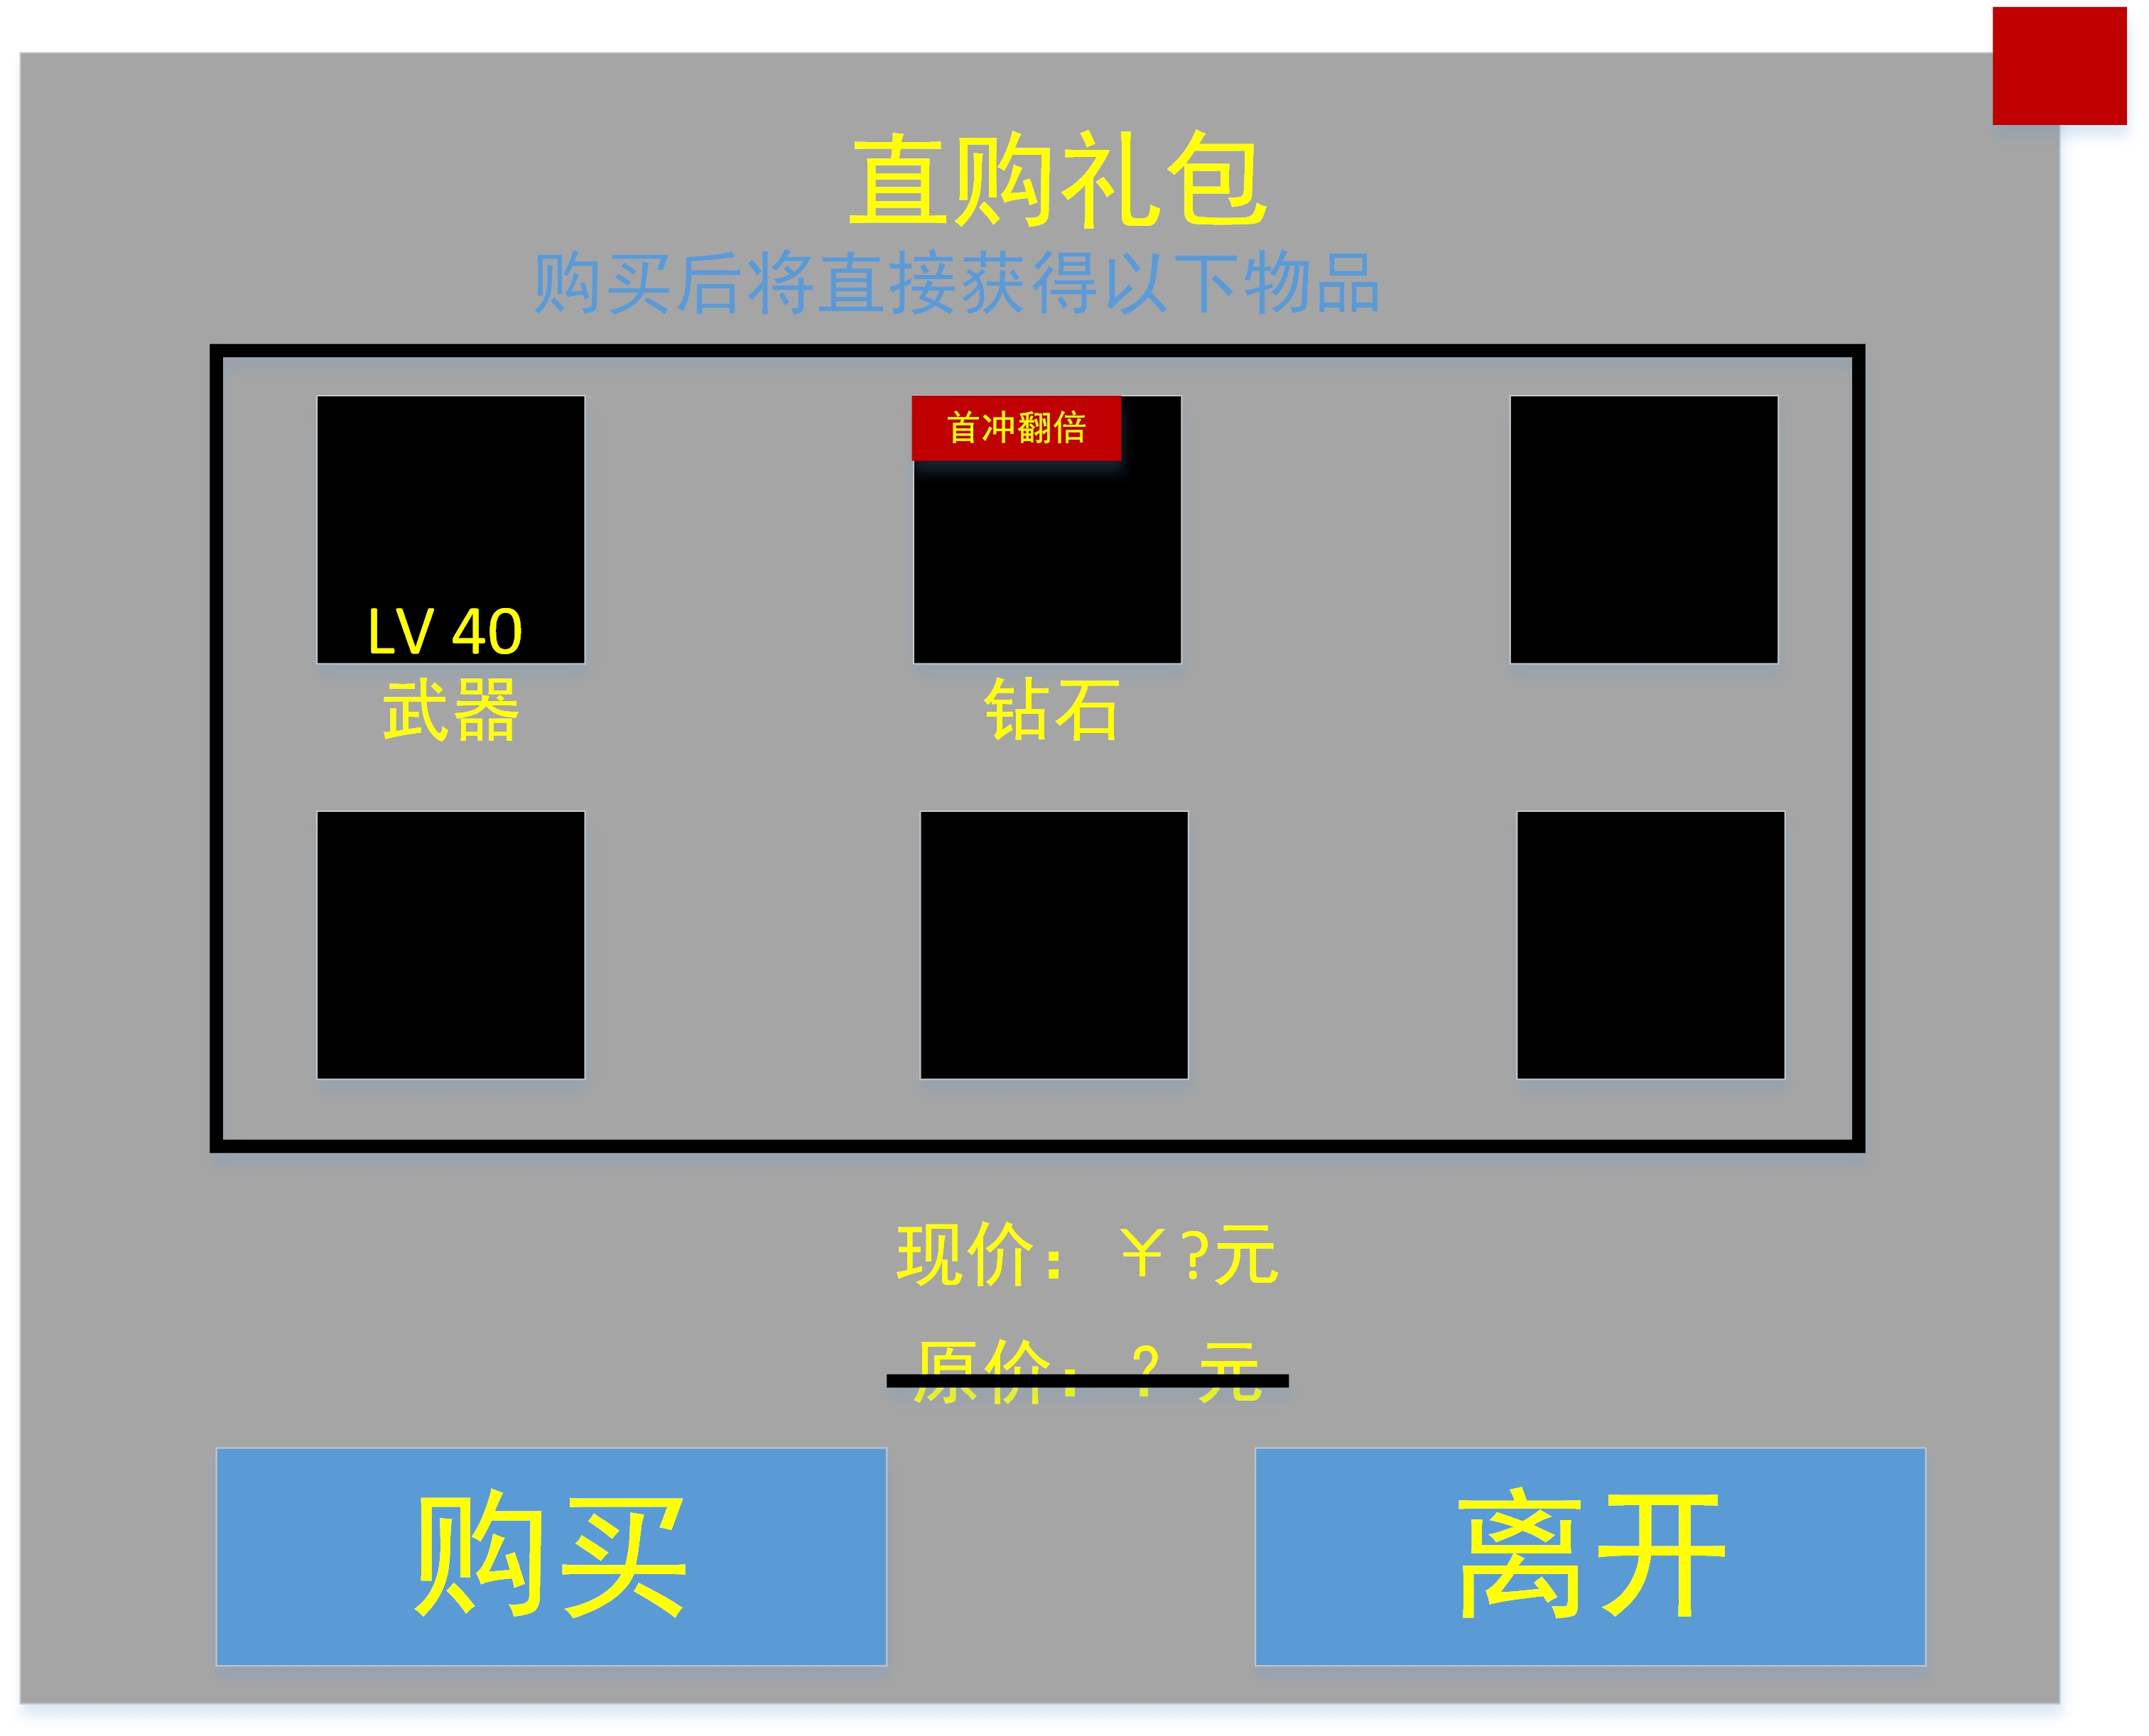 直购礼包
购买后将直接获得以下物品
首冲翻倍
LV 40
武器
钻石
现价：￥?元
原价：？元
购买
离开